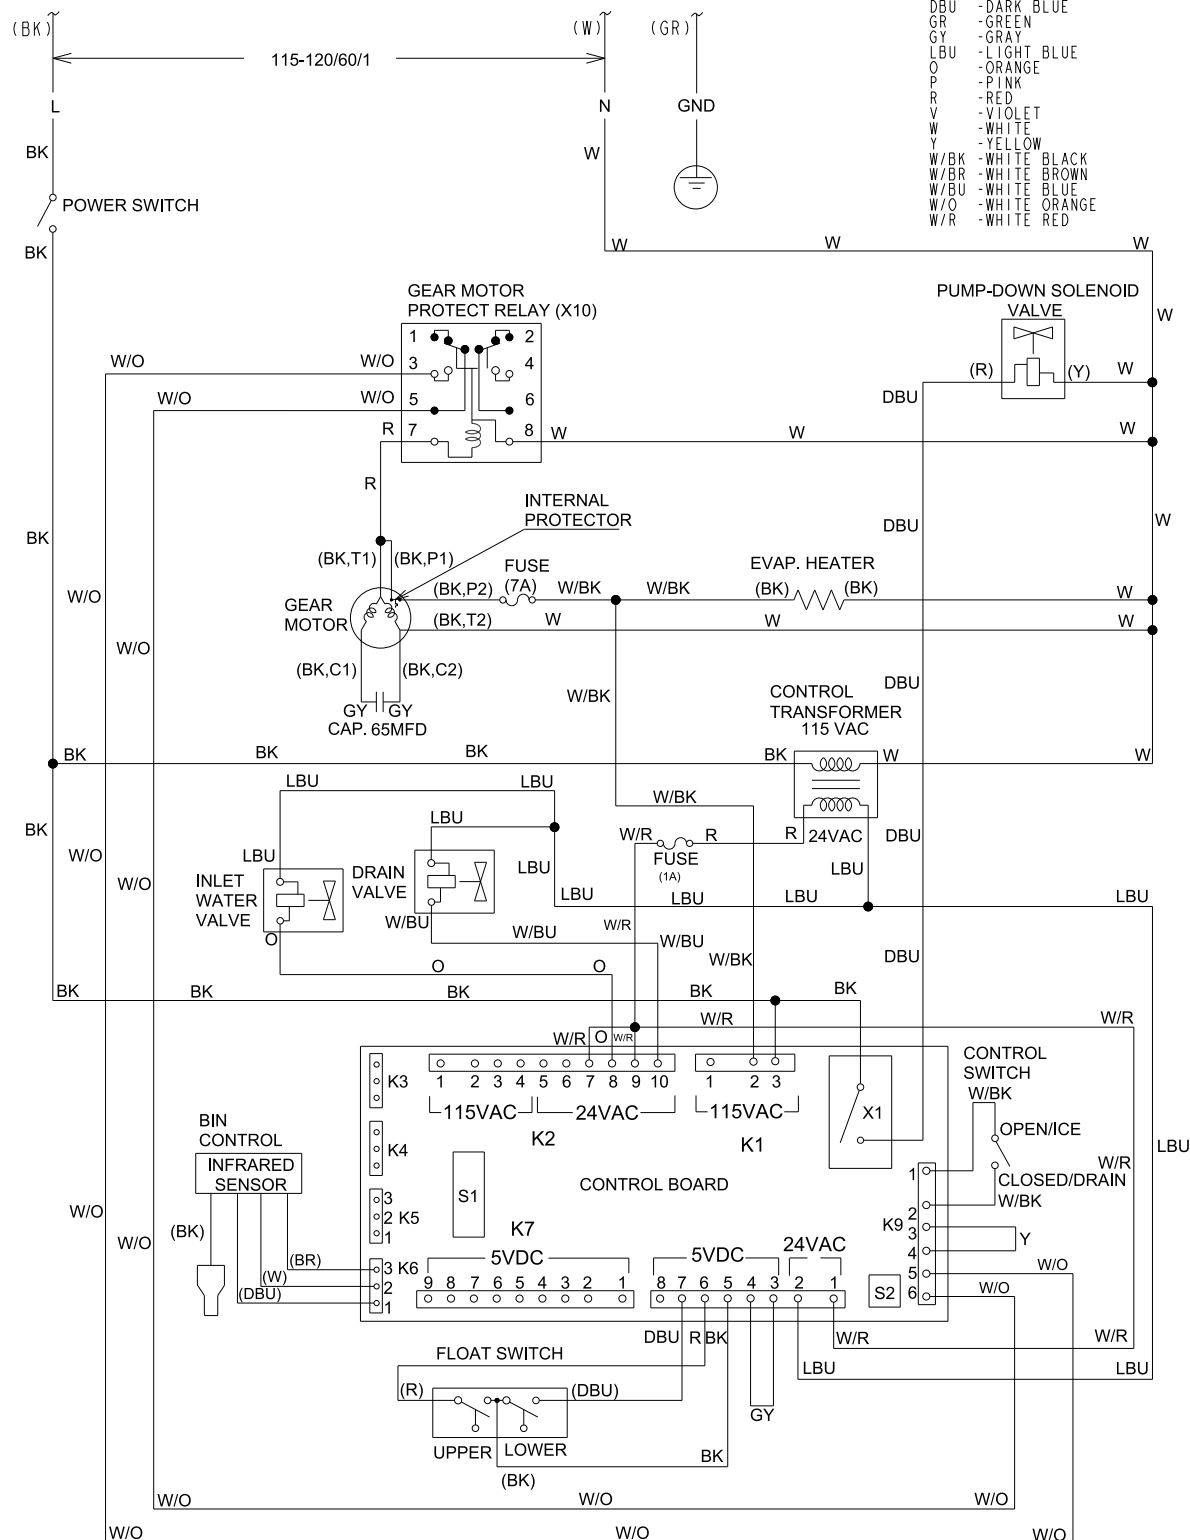 DBU -DARK BLUE
(BK) (W) (GR) GR -GREEN
GY -GRAY
115-120/60/1 LBU -LIGHT BLUE
O -ORANGE
P -PINK
L N GND R -RED
V -VIOLET
W -WHITE
BK W Y -YELLOW
W/BK -WHITE BLACK
W/BR -WHITE BROWN
W/BU -WHITE BLUE
POWER SWITCH W/O -WHITE ORANGE
W/R -WHITE RED
BK W W W
GEAR MOTOR PUMP-DOWN SOLENOID
PROTECT RELAY (X10) VALVE
W
1 2
W/O W/O 3 4 (R) (Y) W
W/O W/O 5 6 DBU
R 7 8 W W W
R
INTERNAL
PROTECTOR DBU W
BK
(BK,T1) (BK,P1) FUSE EVAP. HEATER
(7A)
W/O (BK,P2) W/BK W/BK (BK) (BK) W
GEAR
MOTOR (BK,T2) W W W
W/O
(BK,C1) (BK,C2) DBU
W/BK CONTROL
GY GY TRANSFORMER
CAP. 65MFD 115 VAC
BK BK BK BK W W
LBU LBU
W/BK
LBU
BK W/R R R 24VAC DBU
W/O LBU FUSE
(1A)
INLET DRAIN LBU LBU
WATER VALVE
VALVE LBU LBU LBU LBU
W/O
W/BU W/BU W/R W/BU
O W/BK DBU
O O
BK BK BK BK BK
W/R W/R
W/R O W/R
K3 1 2 3 4 5 6 7 8 9 10 1 2 3 CONTROL
SWITCH
115VAC 24VAC 115VAC X1 W/BK
K2 K1 OPEN/ICE
BIN
CONTROL K4 LBU
INFRARED W/R
SENSOR S1 CONTROL BOARD 1 CLOSED/DRAIN
W/BK
W/O 3
2 K5 2
(BK) 1 K7 K9 3 Y
W/O 5VDC 5VDC 24VAC 4
(BR) 3 K6 5 W/O
(W) 2 9 8 7 6 5 4 3 2 1 8 7 6 5 4 3 2 1 S2 W/O
(DBU) 1 6
DBU R BK W/R W/R
FLOAT SWITCH
LBU LBU
(R) (DBU)
GY
UPPER LOWER
BK
(BK)
W/O W/O W/O
W/O W/O W/O